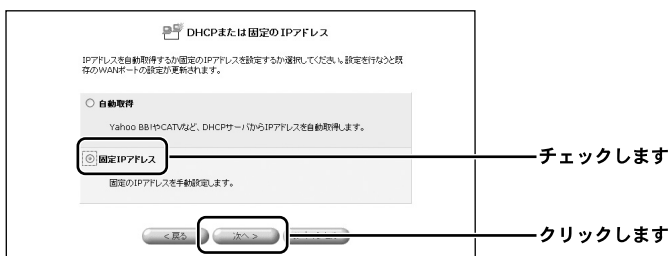 DHCPまたは固定のIPアドレス
IPアドレスを自動取得するか固定のIPアドレスを設定するか選択してください。設定を行なうと既
存のWANポートの設定が更新されます。
自動取得
Yahoo BB!やCATVなど、DHCPサーバからIPアドレスを自動取得します。
固定IPアドレス
チェックします
固定のIPアドレスを手動設定します。
<戻る
次へ>
クリックします